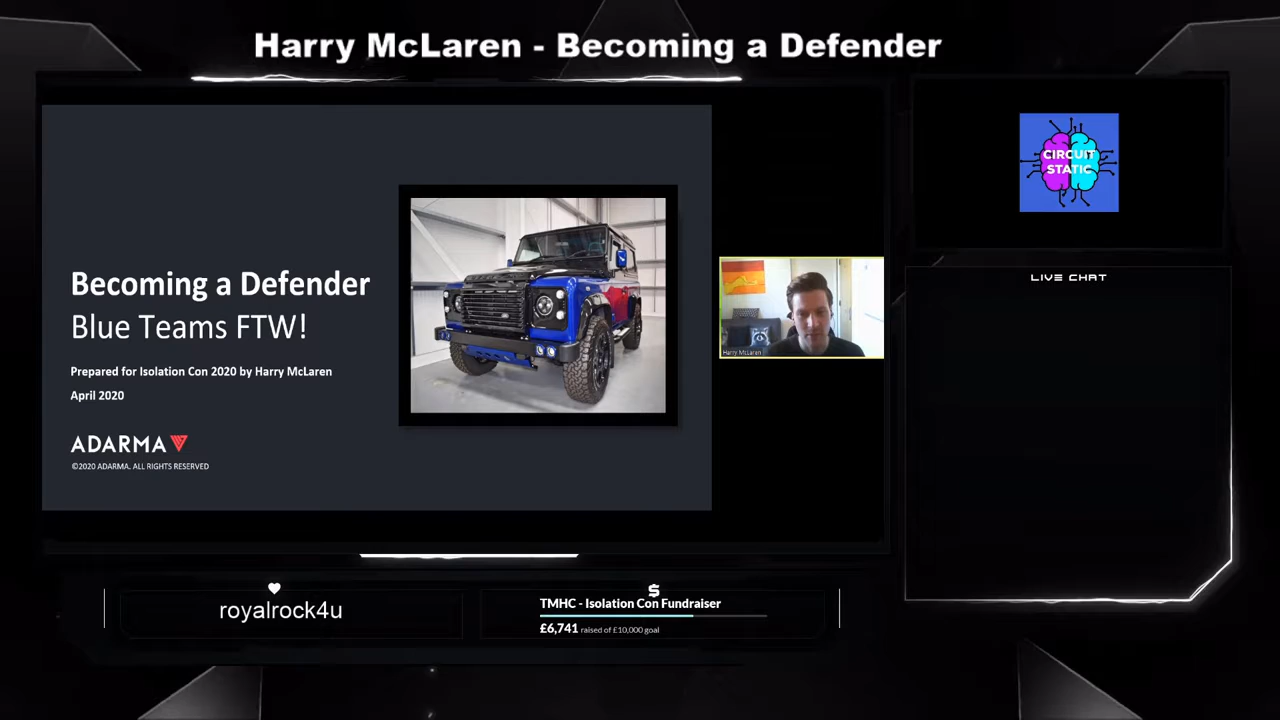 Harry McLaren - Becoming a Defender
Becoming a Defender
Blue Teams FTW!
Prepared for Isolation Con 2020 by Harry McLaren
April 2020
ADARMA
©2020 ADARMA. ALL RIGHTS RESERVED
Harry McLaren
CIRCUIT
STATIC
LIVE CHAT
royalrock4u
$
TMHC - Isolation Con Fundraiser
£6,741 raised of £10,000 goal